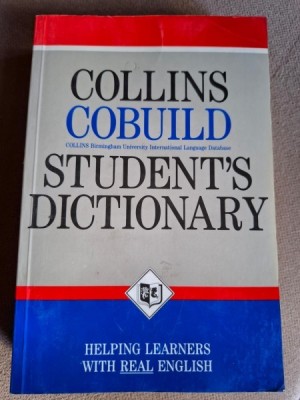 COLLINS
COBUILD
COLLINS Birmingham University International Language Database
STUDENT'S
DICTIONARY
HELPING LEARNERS
WITH REAL ENGLISH